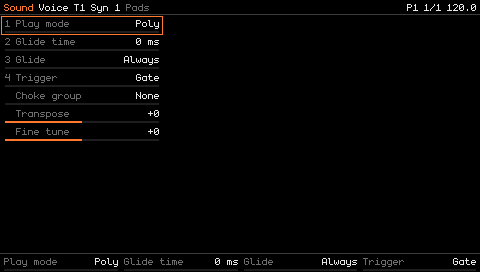 Sound Voice T1 Syn 1 Pads P1 1/1 120.0
1 Play mode Poly
2 Glide time 0 ms
3 Glide Always
4 Trigger Gate
Choke group None
Transpose +0
Fine tune +0
Play mode Poly Glide time 0 ms Glide Always Trigger Gate